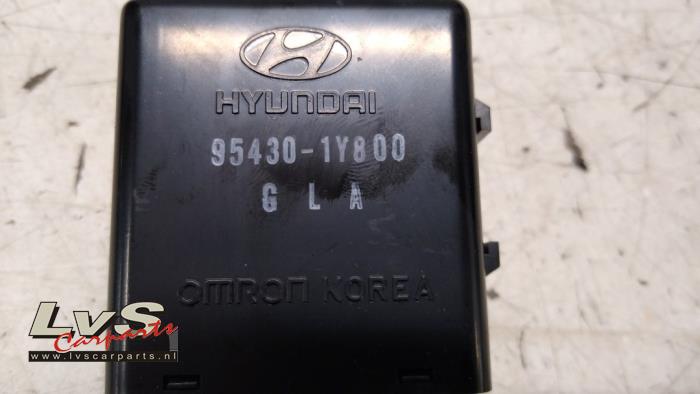 HYUNDAI
95430-1Y800
G L A
OMRON KOREA
LvS
Carparts
www.lvscarparts.nl